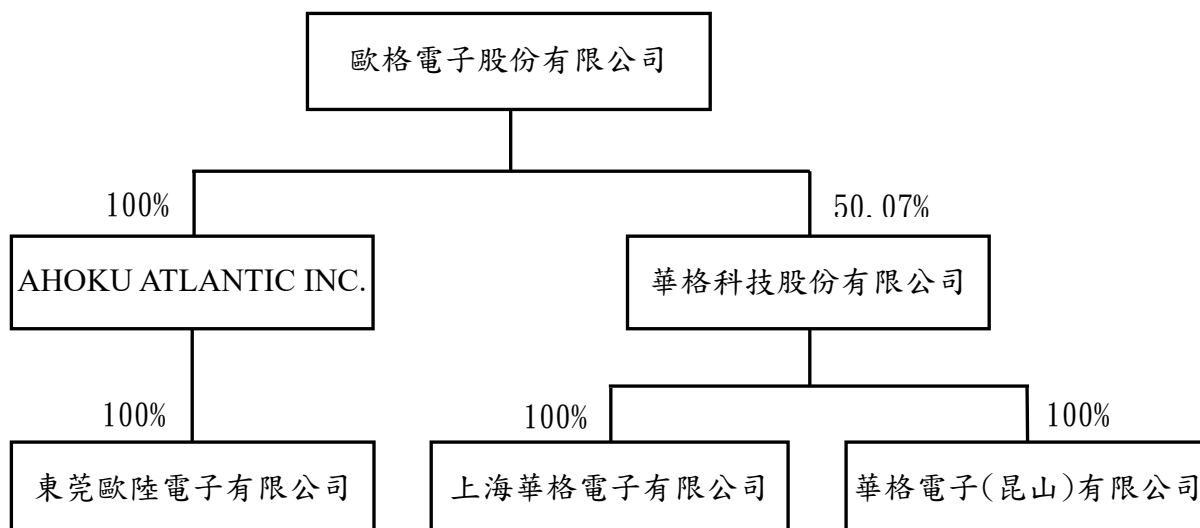 歐格電子股份有限公司
100%
50.07%
AHOKU ATLANTIC INC.
華格科技股份有限公司
100%
100%
100%
東莞歐陸電子有限公司
上海華格電子有限公司
華格電子(昆山)有限公司